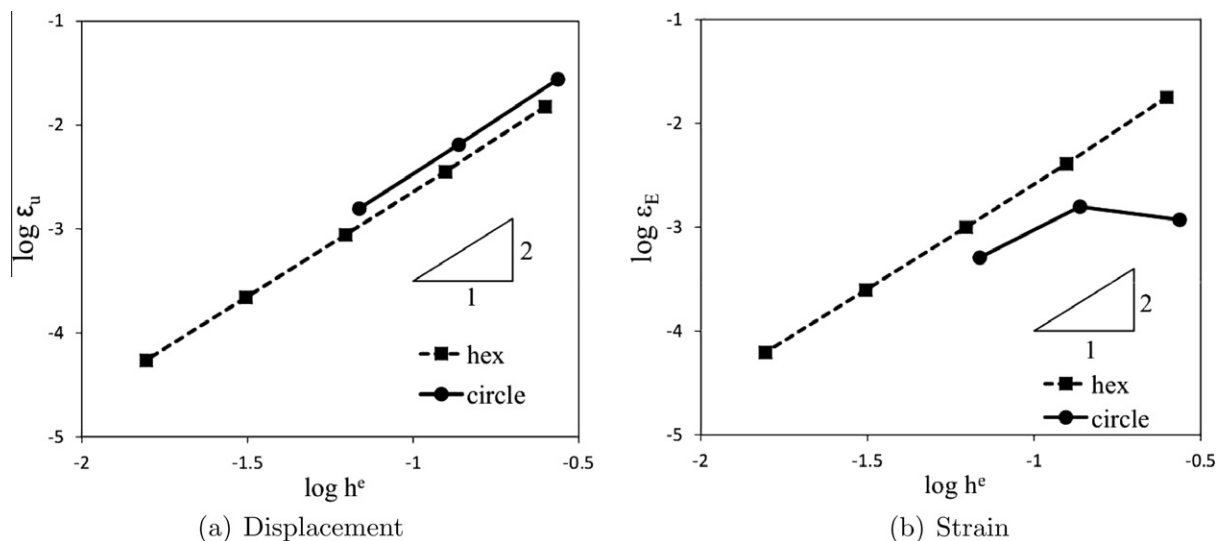 -1
-2
-3
-4
-5
log ε_u
-2
-1.5
-1
-0.5
log hᵉ
2
1
hex
circle
(a) Displacement
-1
-2
-3
-4
-5
log ε_E
-2
-1.5
-1
-0.5
log hᵉ
2
1
hex
circle
(b) Strain